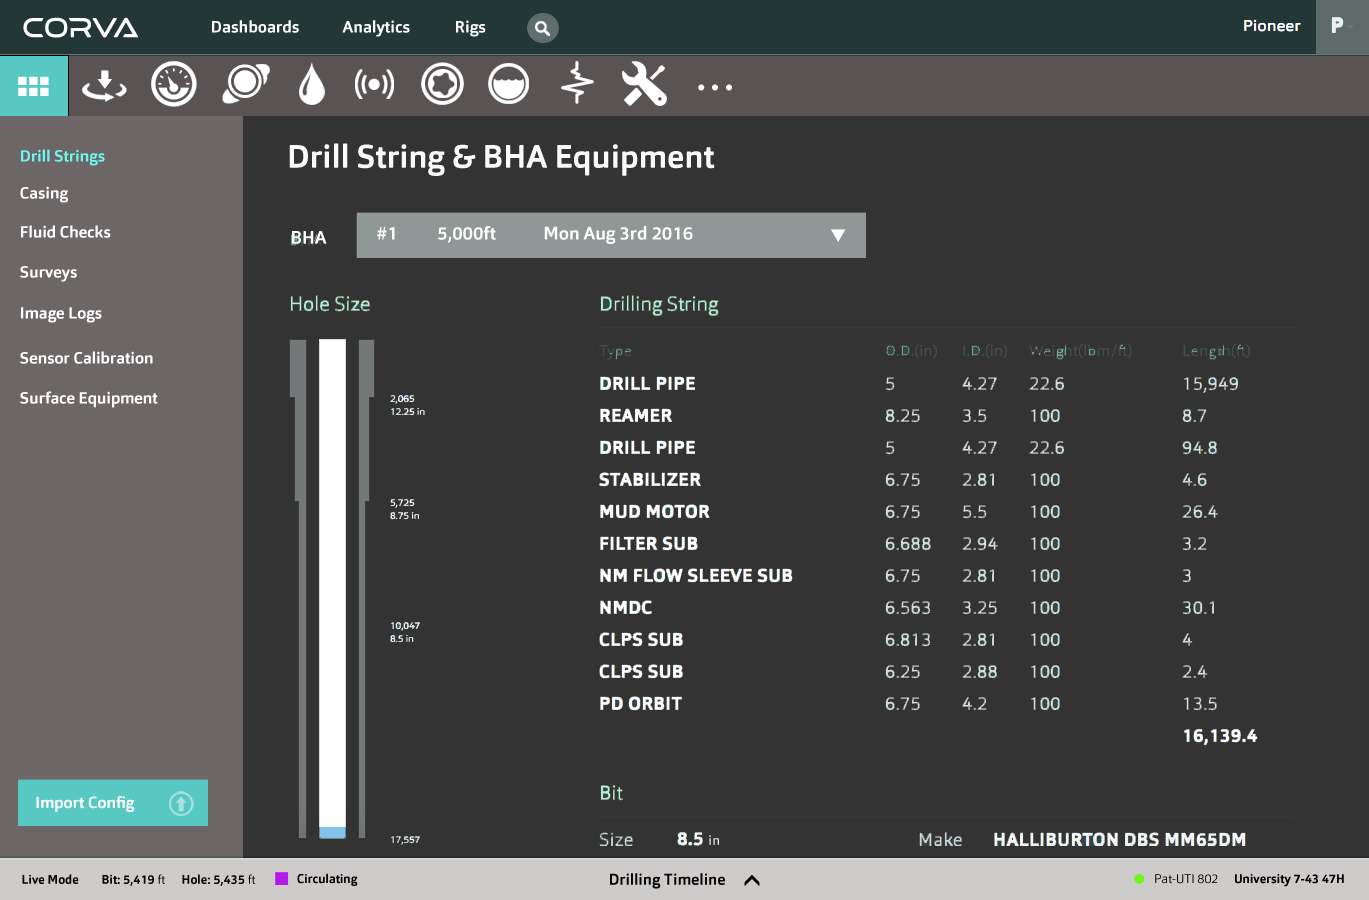 CORVA Dashboards Analytics Rigs Pioneer P
Drill Strings
Casing
Fluid Checks
Surveys
Image Logs
Sensor Calibration
Surface Equipment
Import Config
Drill String & BHA Equipment
BHA #1 5,000ft Mon Aug 3rd 2016
Hole Size
2,065
12.25 in
5,725
8.75 in
10,047
8.5 in
17,557
Drilling String
Type O.D.(in) I.D.(in) Weight(lbm/ft) Length(ft)
DRILL PIPE 5 4.27 22.6 15,949
REAMER 8.25 3.5 100 8.7
DRILL PIPE 5 4.27 22.6 94.8
STABILIZER 6.75 2.81 100 4.6
MUD MOTOR 6.75 5.5 100 26.4
FILTER SUB 6.688 2.94 100 3.2
NM FLOW SLEEVE SUB 6.75 2.81 100 3
NMDC 6.563 3.25 100 30.1
CLPS SUB 6.813 2.81 100 4
CLPS SUB 6.25 2.88 100 2.4
PD ORBIT 6.75 4.2 100 13.5
16,139.4
Bit
Size 8.5 in Make HALLIBURTON DBS MM65DM
Live Mode Bit: 5,419 ft Hole: 5,435 ft Circulating Drilling Timeline Pat-UTI 802 University 7-43 47H